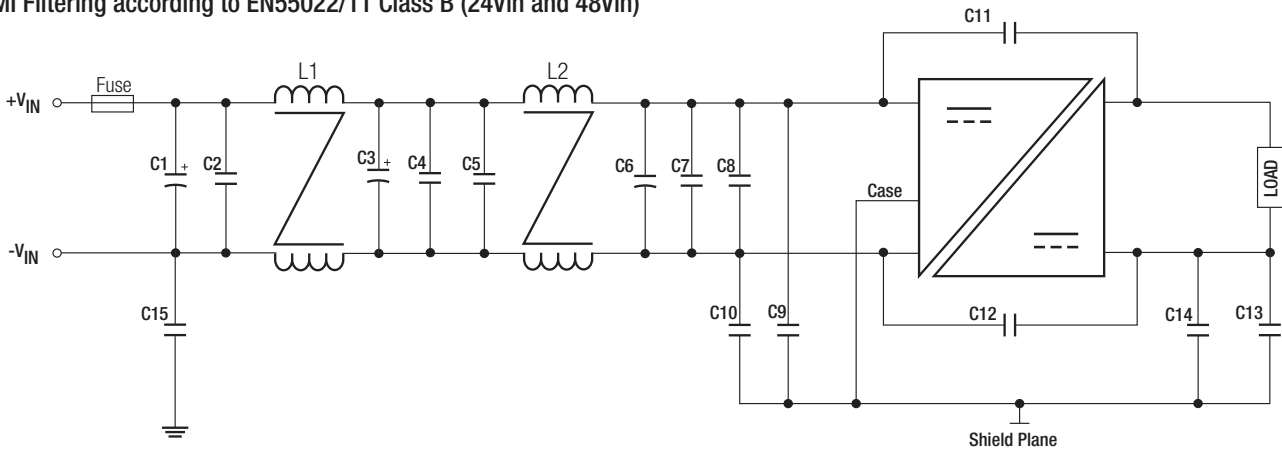 MI Filtering according to EN55022/11 Class B (24Vin and 48Vin)
C11
L1
L2
Fuse
+VIN
C1 +
C2
C3 +
C4
C5
C6
C7
C8
Case
LOAD
-VIN
C15
C10
C9
C12
C14
C13
Shield Plane